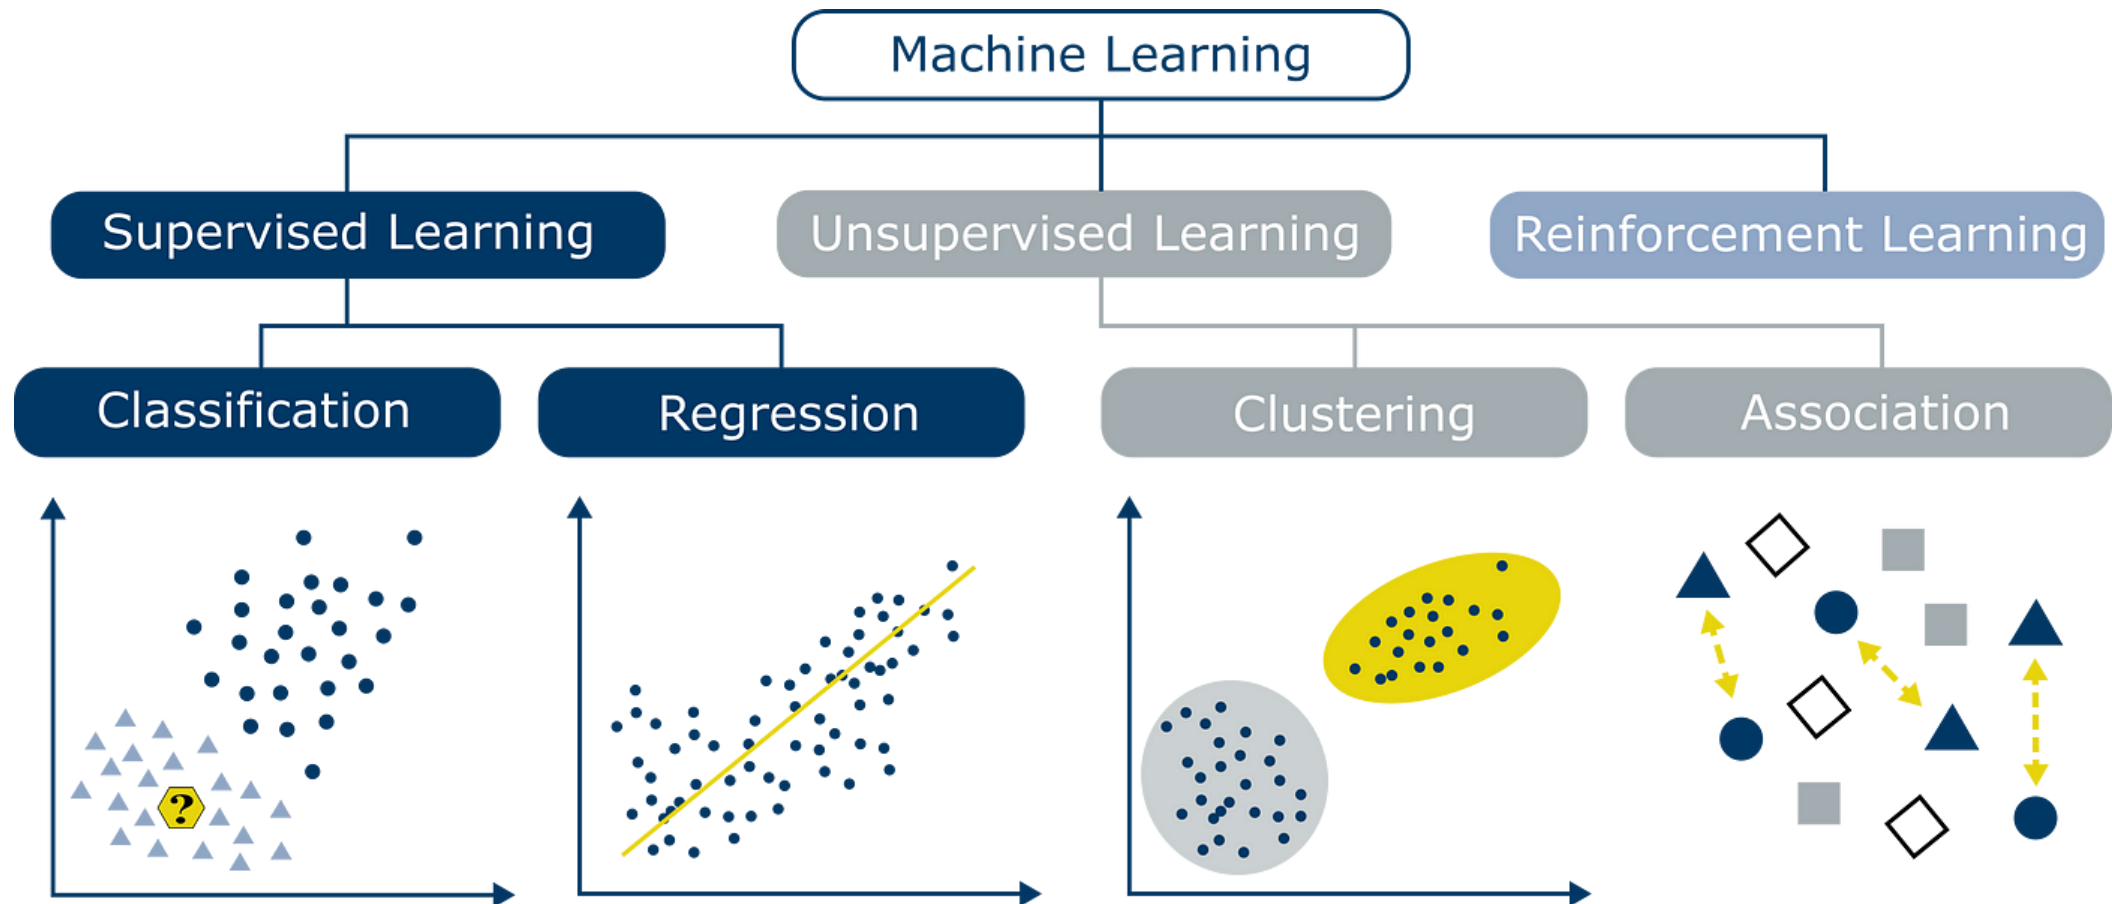 Machine Learning
Supervised Learning
Unsupervised Learning
Reinforcement Learning
Classification
Regression
Clustering
Association
?